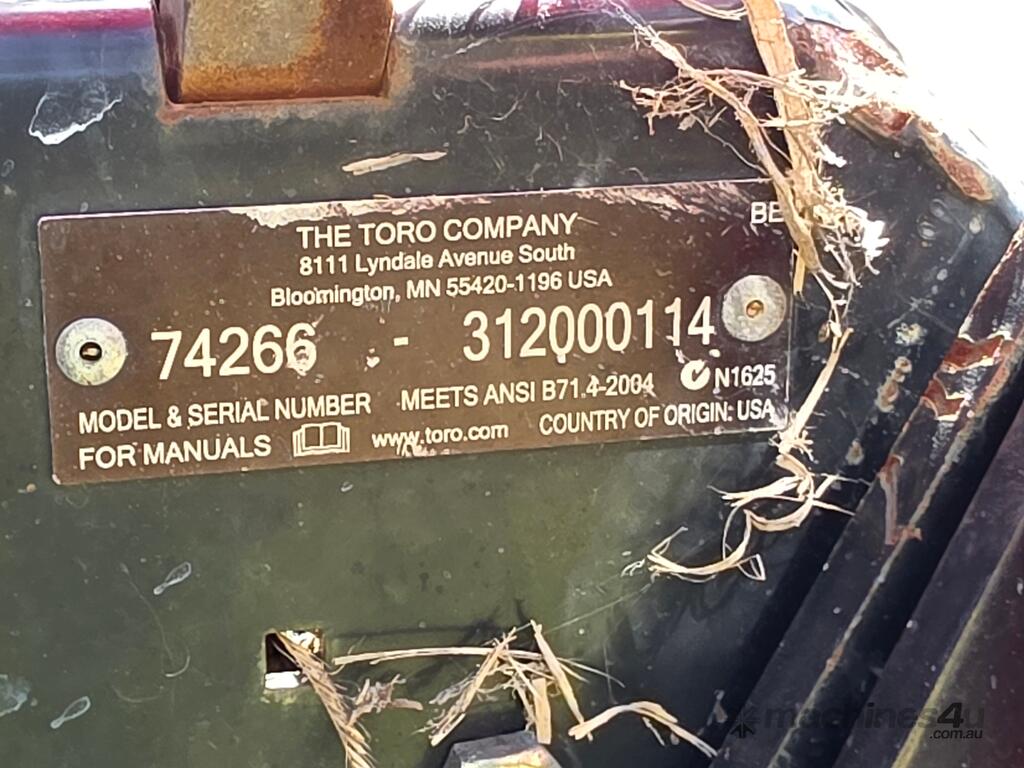 THE TORO COMPANY
8111 Lyndale Avenue South
Bloomington, MN 55420-1196 USA
BE
74266 - 312000114
MEETS ANSI B71.4-2004 N1625
MODEL & SERIAL NUMBER
COUNTRY OF ORIGIN: USA
FOR MANUALS www.toro.com
machines4u
.com.au